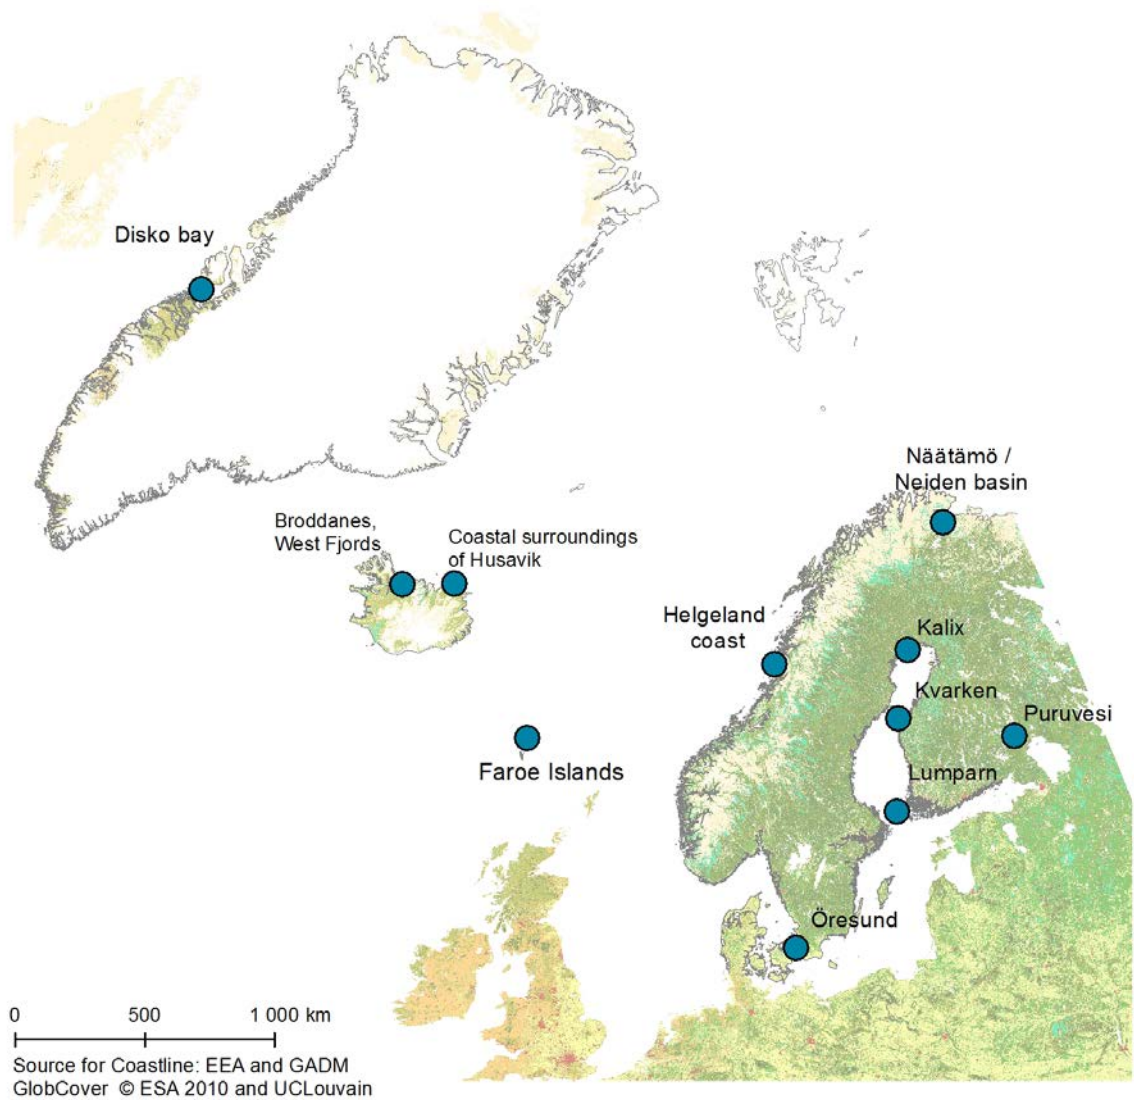 Disko bay
Näätämö /
Neiden basin
Broddanes,
West Fjords
Coastal surroundings
of Husavik
Helgeland
coast
Kalix
Kvarken
Puruvesi
Faroe Islands
Lumparn
Öresund
0 500 1 000 km
Source for Coastline: EEA and GADM
GlobCover © ESA 2010 and UCLouvain